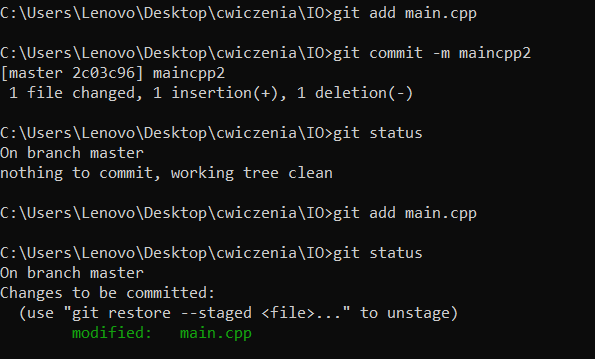 C:\Users\Lenovo\Desktop\cwiczenia\IO>git add main.cpp
C:\Users\Lenovo\Desktop\cwiczenia\IO>git commit -m maincpp2
[master 2c03c96] maincpp2
 1 file changed, 1 insertion(+), 1 deletion(-)
C:\Users\Lenovo\Desktop\cwiczenia\IO>git status
On branch master
nothing to commit, working tree clean
C:\Users\Lenovo\Desktop\cwiczenia\IO>git add main.cpp
C:\Users\Lenovo\Desktop\cwiczenia\IO>git status
On branch master
Changes to be committed:
  (use "git restore --staged <file>..." to unstage)
        modified:   main.cpp